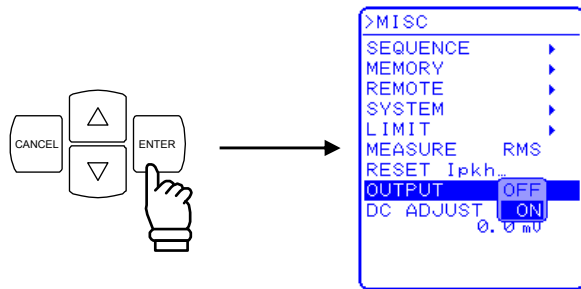 CANCEL
ENTER
>MISC
SEQUENCE
MEMORY
REMOTE
SYSTEM
LIMIT
MEASURE RMS
RESET Ipkh…
OUTPUT OFF
DC ADJUST ON
0.0 mV